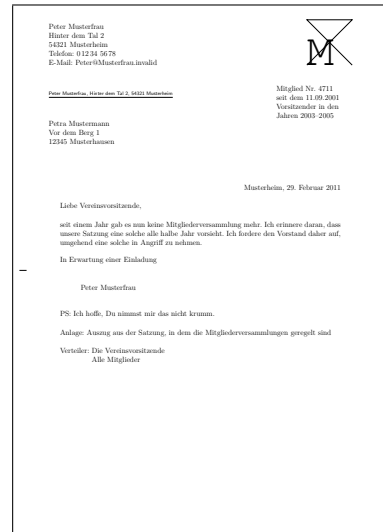 Peter Musterfrau
Hinter dem Tal 2
54321 Musterheim
Telefon: 0 12 34 56 78
E-Mail: Peter@Musterfrau.invalid
M
Peter Musterfrau, Hinter dem Tal 2, 54321 Musterheim
Mitglied Nr. 4711
seit dem 11.09.2001
Vorsitzender in den
Jahren 2003–2005
Petra Mustermann
Vor dem Berg 1
12345 Musterhausen
Musterheim, 29. Februar 2011
Liebe Vereinsvorsitzende,
seit einem Jahr gab es nun keine Mitgliederversammlung mehr. Ich erinnere daran, dass
unsere Satzung eine solche alle halbe Jahr vorsieht. Ich fordere den Vorstand daher auf,
umgehend eine solche in Angriff zu nehmen.
In Erwartung einer Einladung
Peter Musterfrau
PS: Ich hoffe, Du nimmst mir das nicht krumm.
Anlage: Auszug aus der Satzung, in dem die Mitgliederversammlungen geregelt sind
Verteiler: Die Vereinsvorsitzende
Alle Mitglieder